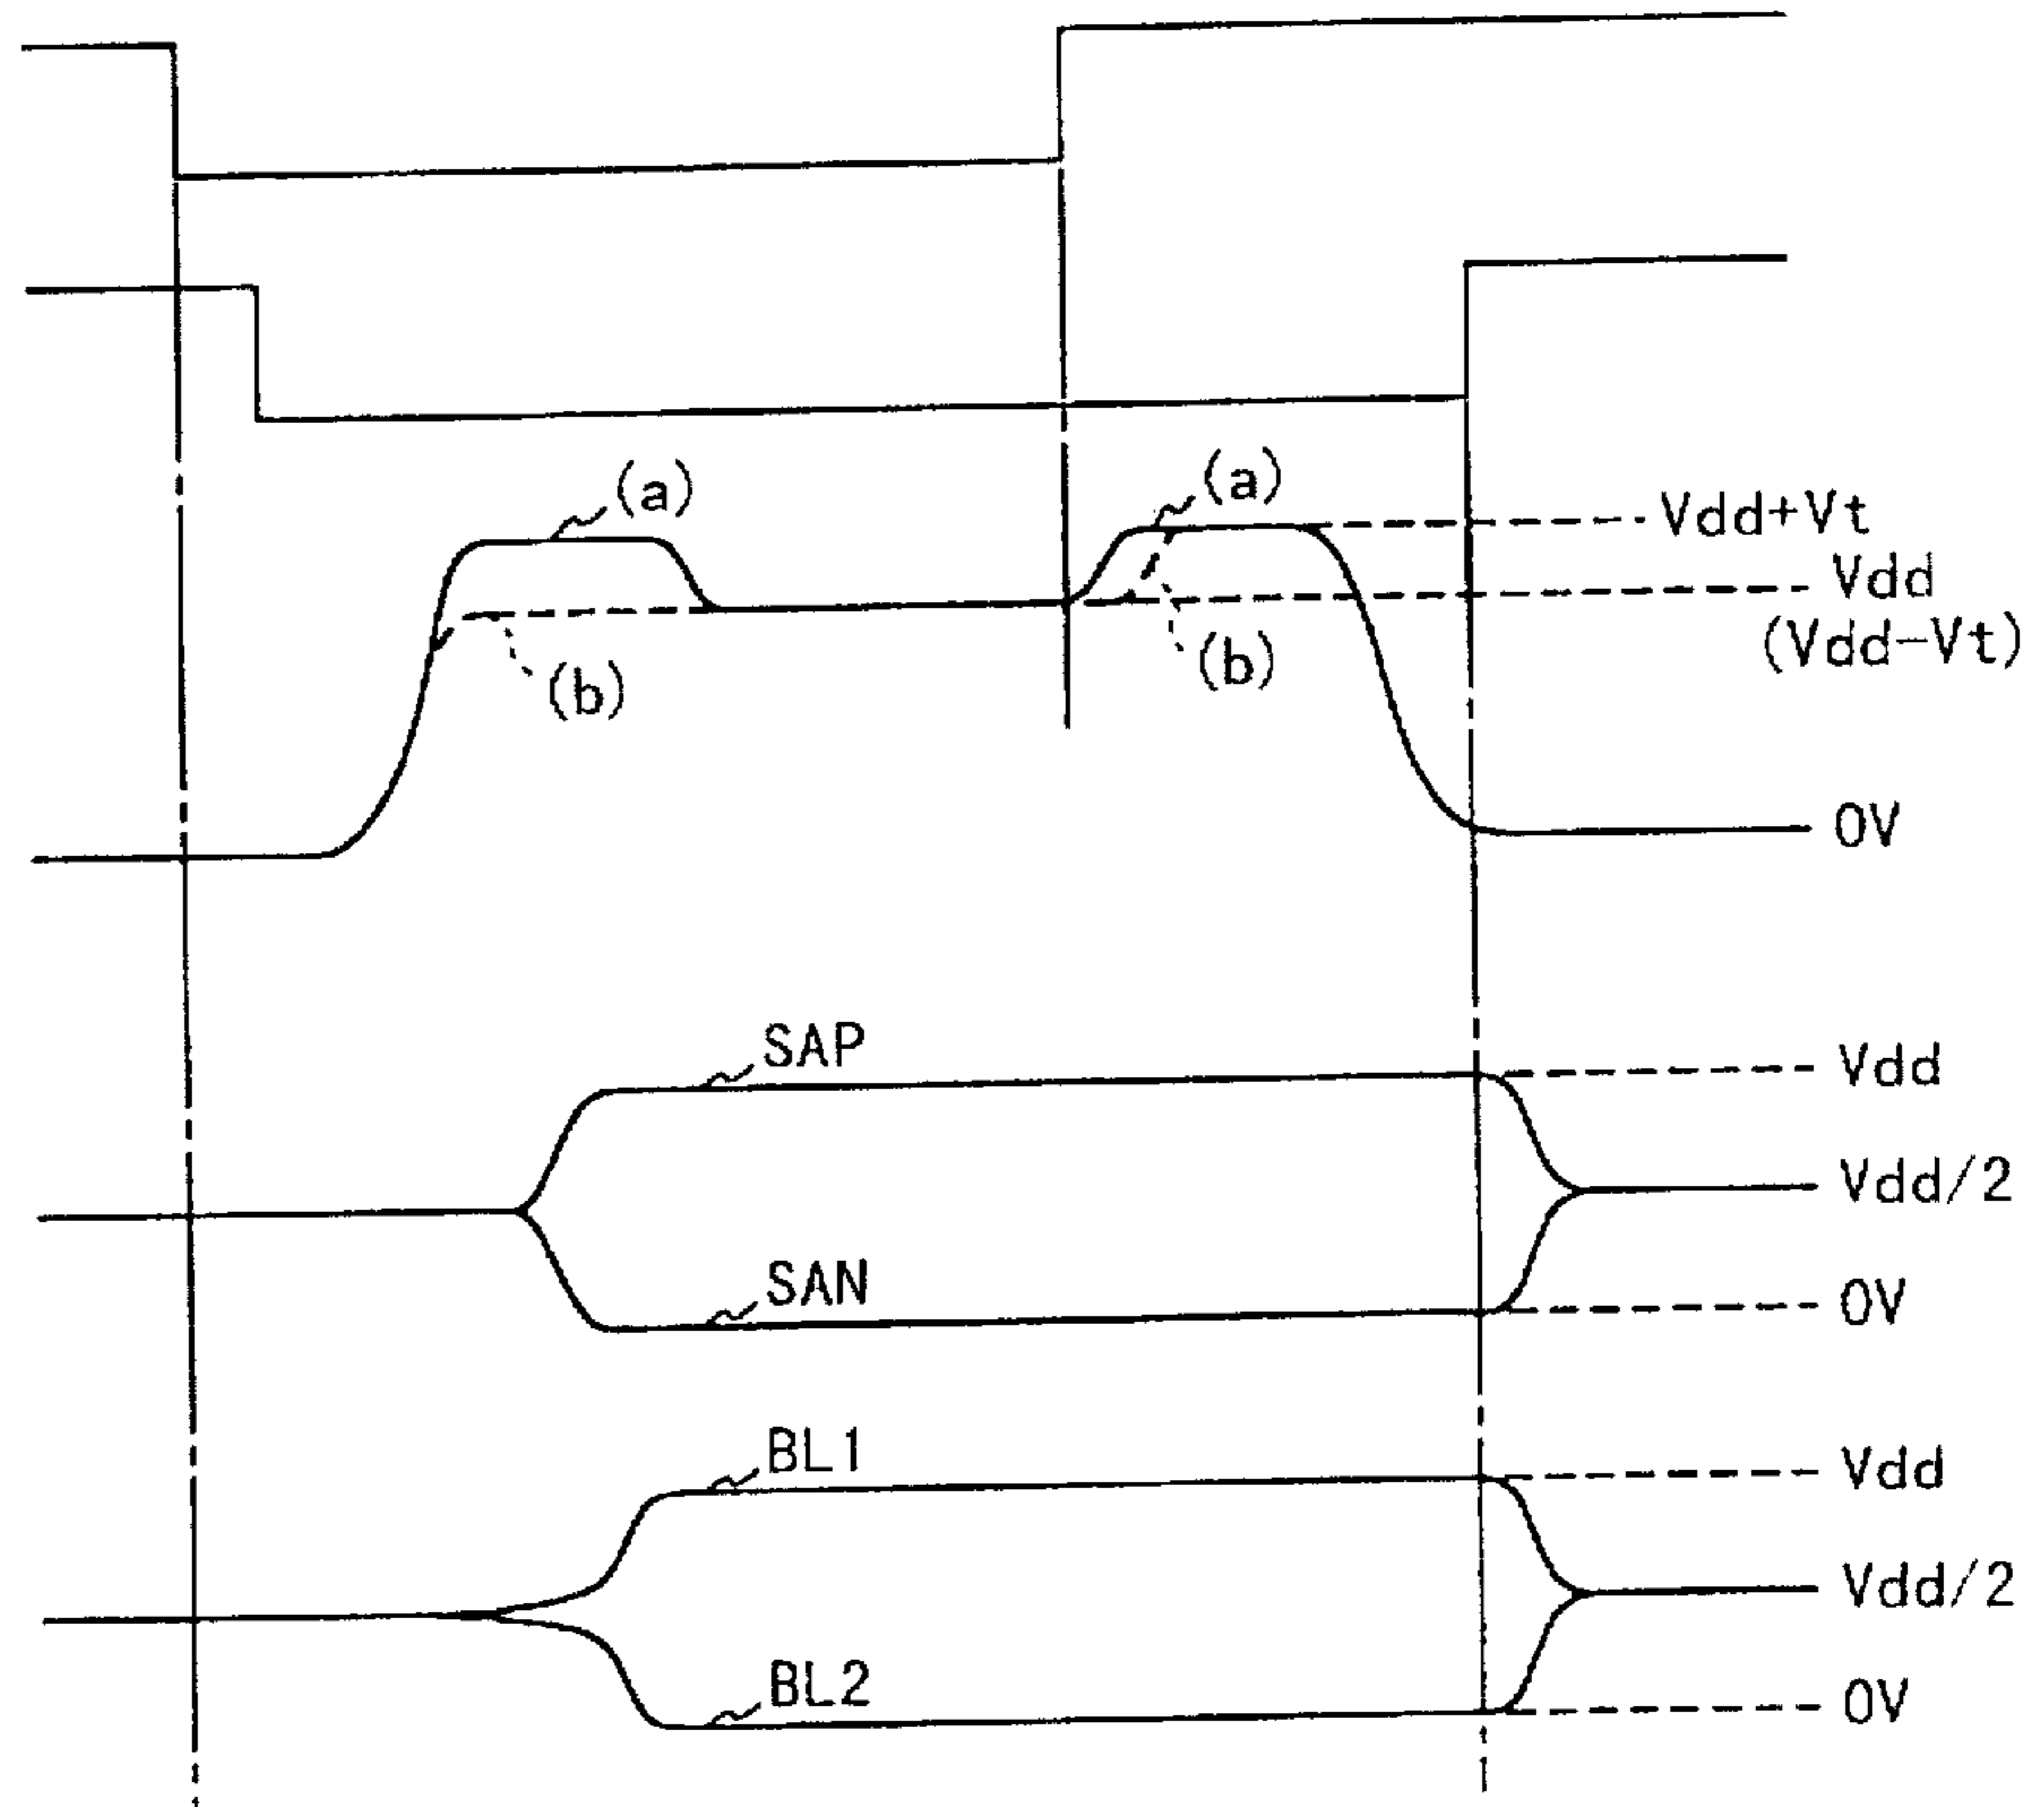 (a)
(a)
Vdd+Vt
Vdd
(Vdd-Vt)
(b)
(b)
0V
SAP
Vdd
Vdd/2
SAN
0V
BL1
Vdd
Vdd/2
BL2
0V